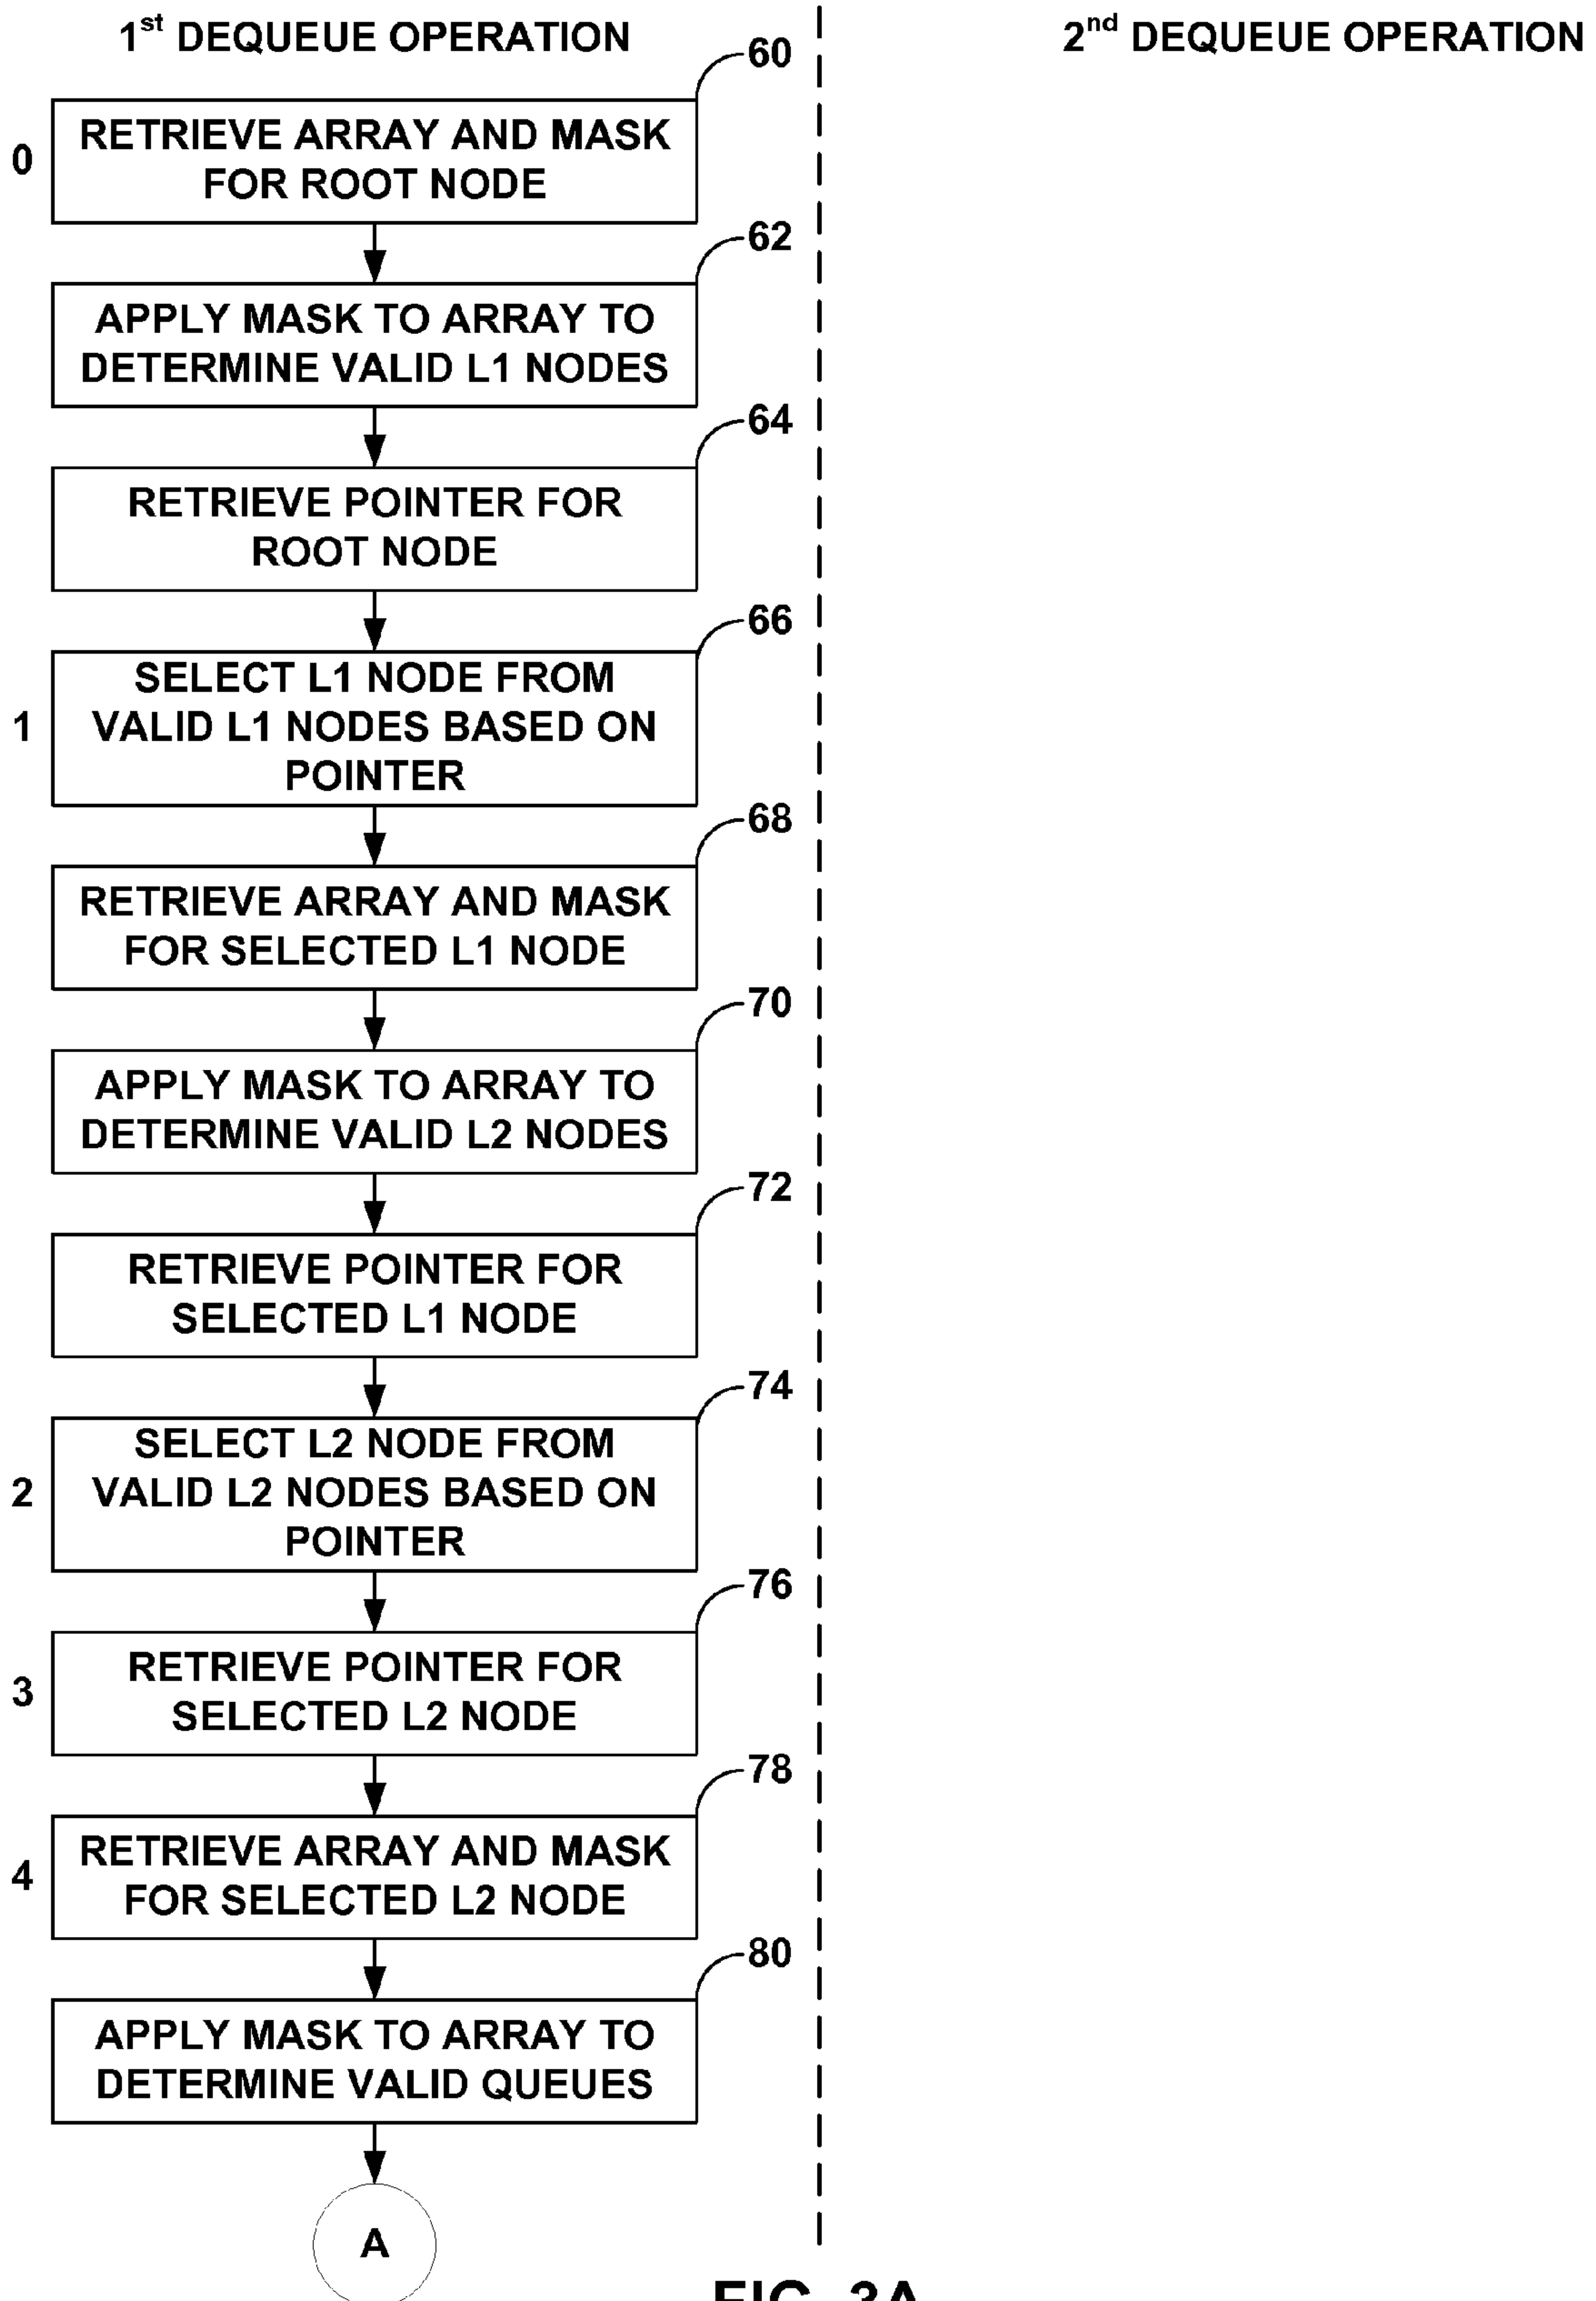 1st DEQUEUE OPERATION
2nd DEQUEUE OPERATION
60
0
RETRIEVE ARRAY AND MASK
FOR ROOT NODE
62
APPLY MASK TO ARRAY TO
DETERMINE VALID L1 NODES
64
RETRIEVE POINTER FOR
ROOT NODE
66
1
SELECT L1 NODE FROM
VALID L1 NODES BASED ON
POINTER
68
RETRIEVE ARRAY AND MASK
FOR SELECTED L1 NODE
70
APPLY MASK TO ARRAY TO
DETERMINE VALID L2 NODES
72
RETRIEVE POINTER FOR
SELECTED L1 NODE
74
2
SELECT L2 NODE FROM
VALID L2 NODES BASED ON
POINTER
76
3
RETRIEVE POINTER FOR
SELECTED L2 NODE
78
4
RETRIEVE ARRAY AND MASK
FOR SELECTED L2 NODE
80
APPLY MASK TO ARRAY TO
DETERMINE VALID QUEUES
A
FIG. 3A